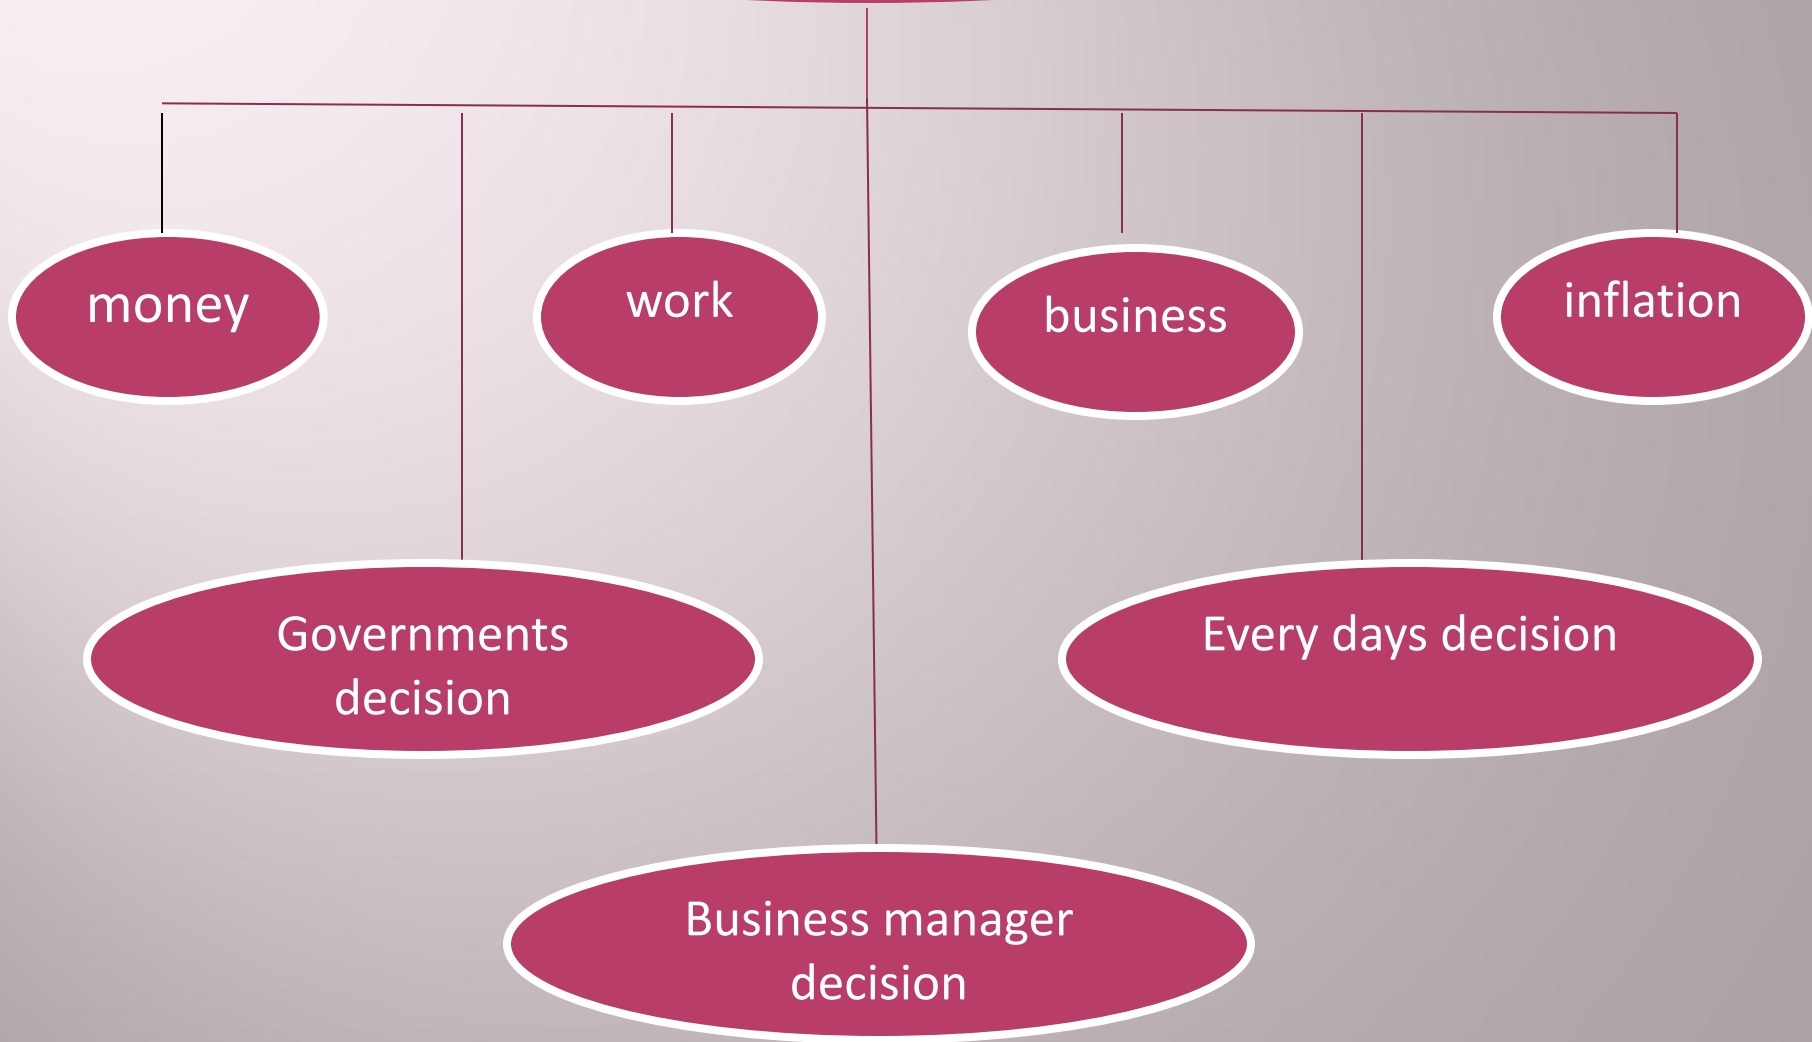 money
work
business
inflation
Governments
decision
Every days decision
Business manager
decision